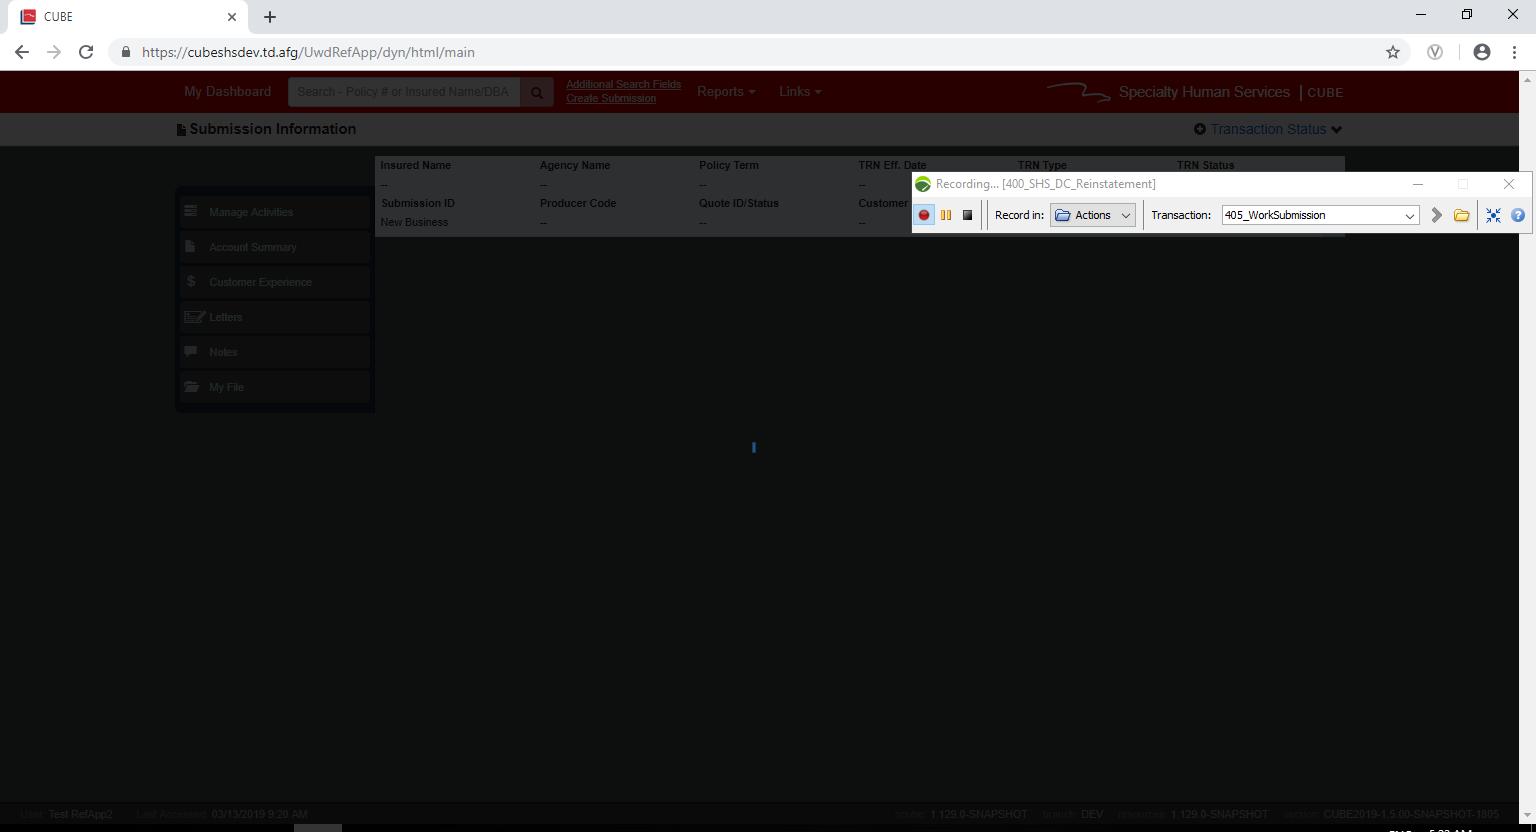 CUBE
https://cubeshsdev.td.afg/UwdRefApp/dyn/html/main
My Dashboard
Search - Policy # or Insured Name/DBA
Additional Search Fields
Create Submission
Reports
Links
Specialty Human Services | CUBE
Submission Information
Transaction Status
Insured Name Agency Name Policy Term TRN Eff. Date TRN Type TRN Status
-- -- -- --
Recording... [400_SHS_DC_Reinstatement]
Submission ID Producer Code Quote ID/Status Customer
New Business -- -- --
Record in: Actions Transaction: 405_WorkSubmission
Manage Activities
Account Summary
$ Customer Experience
Letters
Notes
My File
User: Test RefApp2 Last Accessed: 03/13/2019 9:20 AM 1.129.0-SNAPSHOT branch: DEV resources: 1.129.0-SNAPSHOT CUBE2019-1.5.00-SNAPSHOT-1805